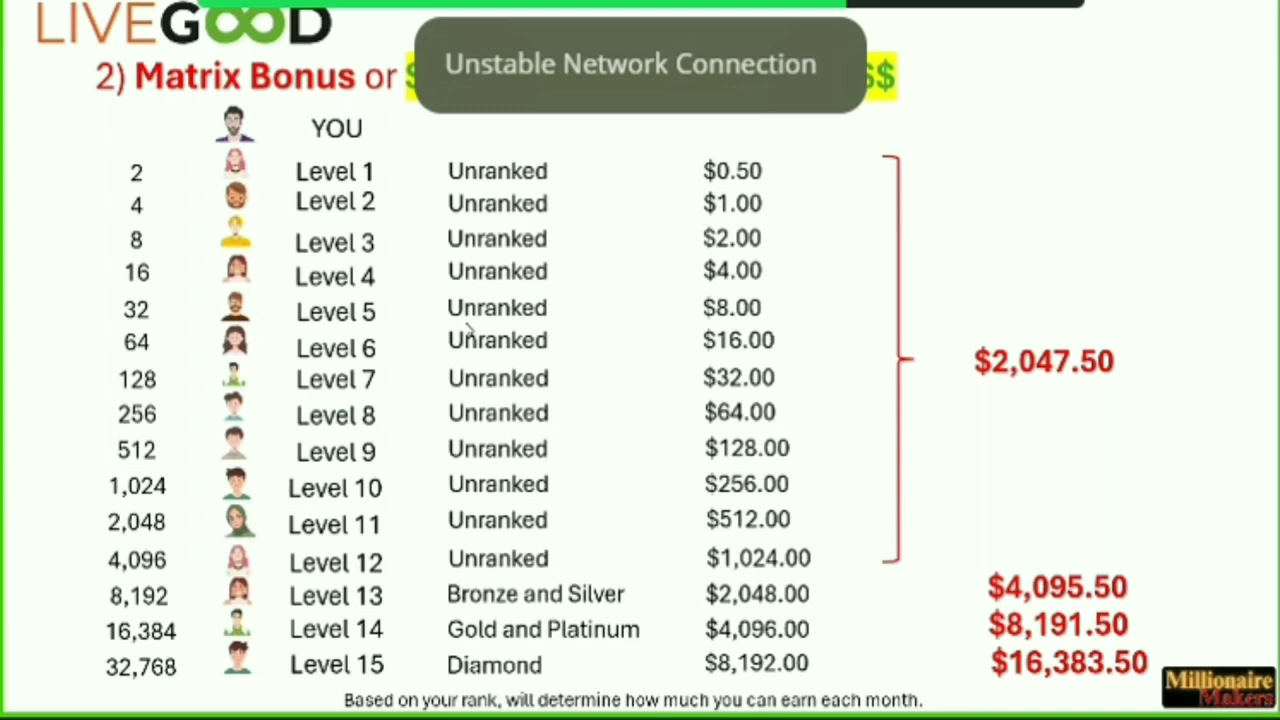 LIVEGOOD
Unstable Network Connection
2) Matrix Bonus or $ $$
YOU
2 Level 1 Unranked $0.50
4 Level 2 Unranked $1.00
8 Level 3 Unranked $2.00
16 Level 4 Unranked $4.00
32 Level 5 Unranked $8.00
64 Level 6 Unranked $16.00
128 Level 7 Unranked $32.00
256 Level 8 Unranked $64.00
512 Level 9 Unranked $128.00
1,024 Level 10 Unranked $256.00
2,048 Level 11 Unranked $512.00
4,096 Level 12 Unranked $1,024.00
$2,047.50
8,192 Level 13 Bronze and Silver $2,048.00 $4,095.50
16,384 Level 14 Gold and Platinum $4,096.00 $8,191.50
32,768 Level 15 Diamond $8,192.00 $16,383.50
Based on your rank, will determine how much you can earn each month.
Millionaire
Makers